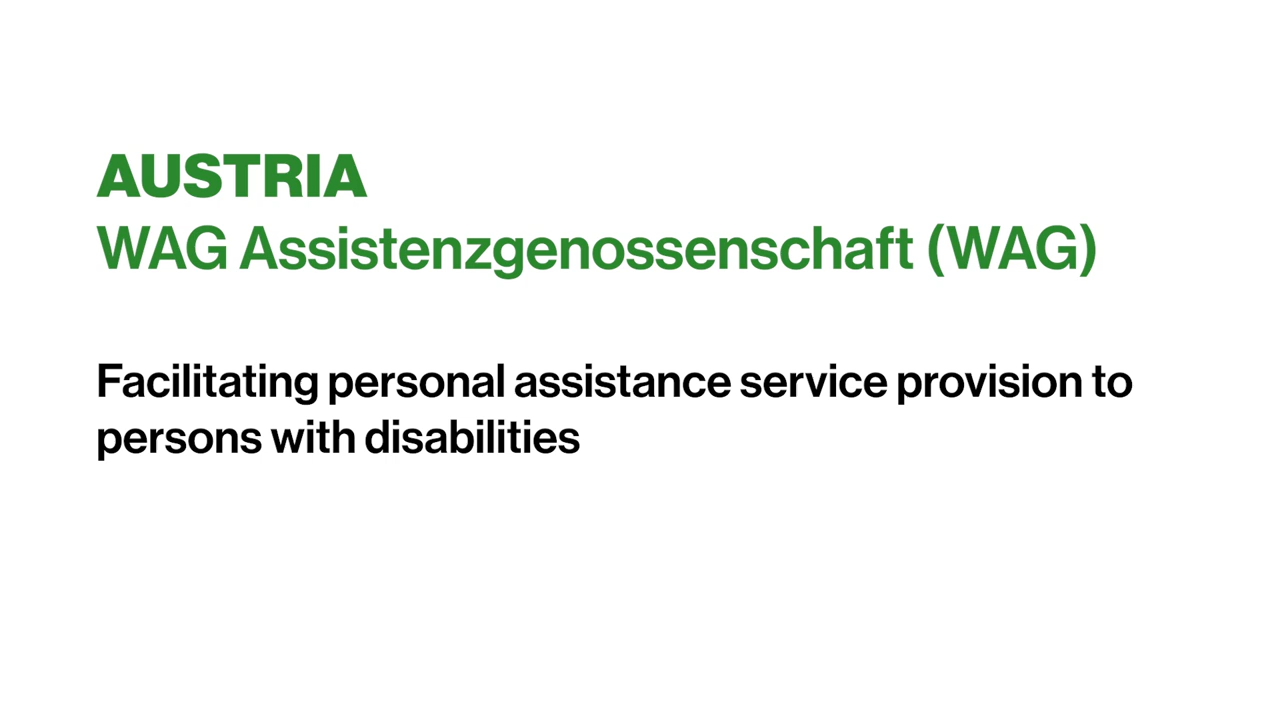 AUSTRIA
WAG Assistenzgenossenschaft (WAG)
Facilitating personal assistance service provision to
persons with disabilities